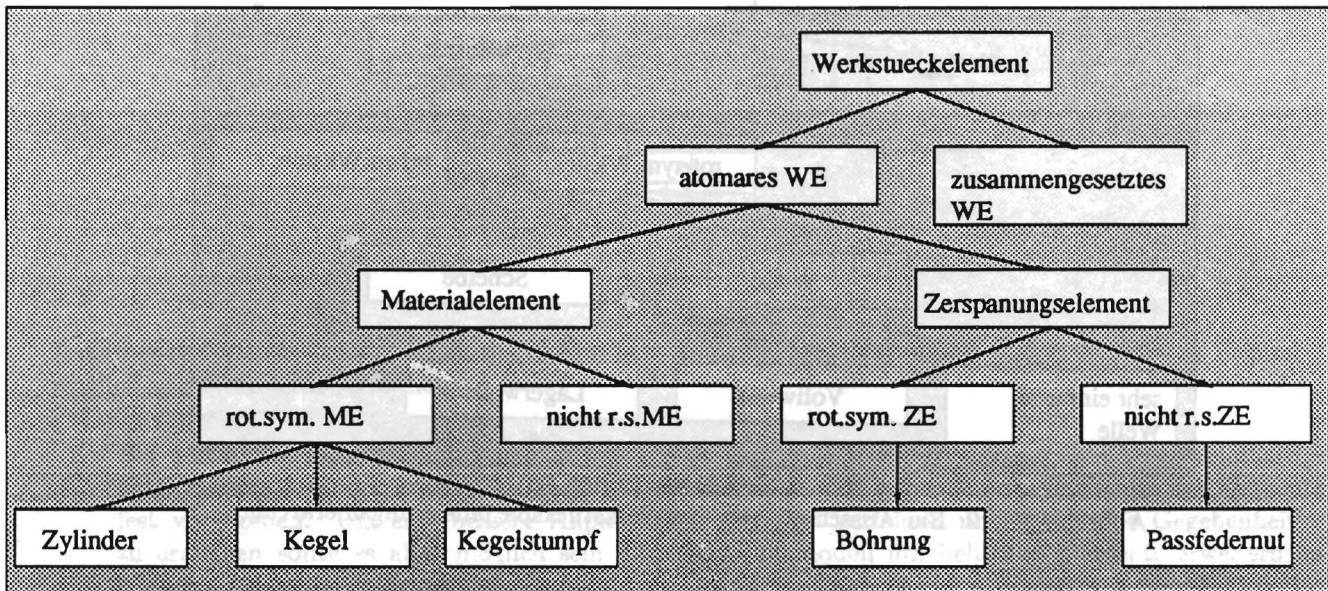 Werkstueckelement
atomares WE
zusammengesetztes
WE
Materialelement
Zerspanungselement
rot.sym. ME
nicht r.s.ME
rot.sym. ZE
nicht r.s.ZE
Zylinder
Kegel
Kegelstumpf
Bohrung
Passfedernut